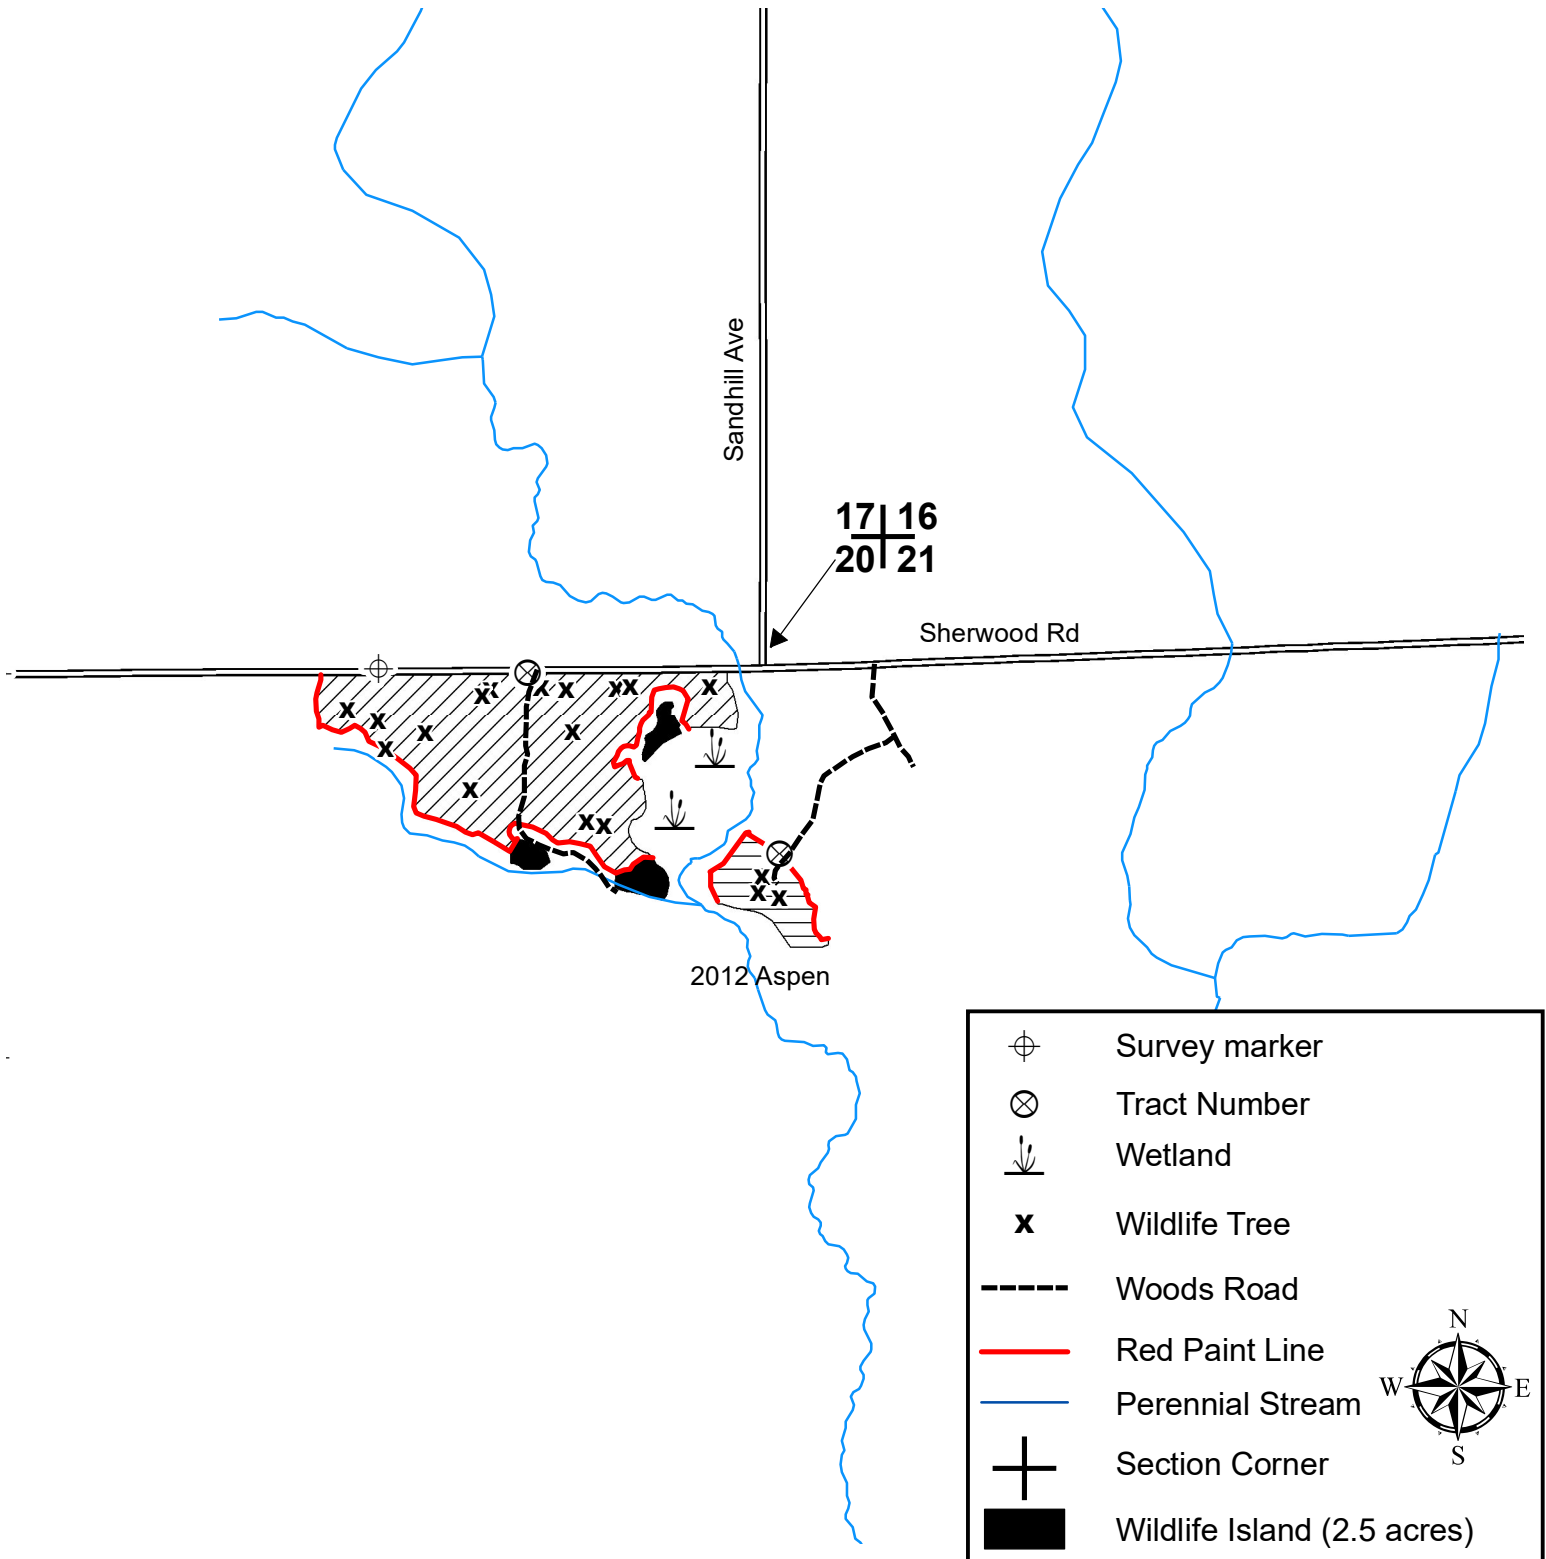 Sandhill Ave
17 16
20 21
Sherwood Rd
x x x x x x x x x x x x x x x x
x x x
2012 Aspen
Survey marker
Tract Number
Wetland
x Wildlife Tree
Woods Road
Red Paint Line
Perennial Stream
Section Corner
Wildlife Island (2.5 acres)
N
W E
S